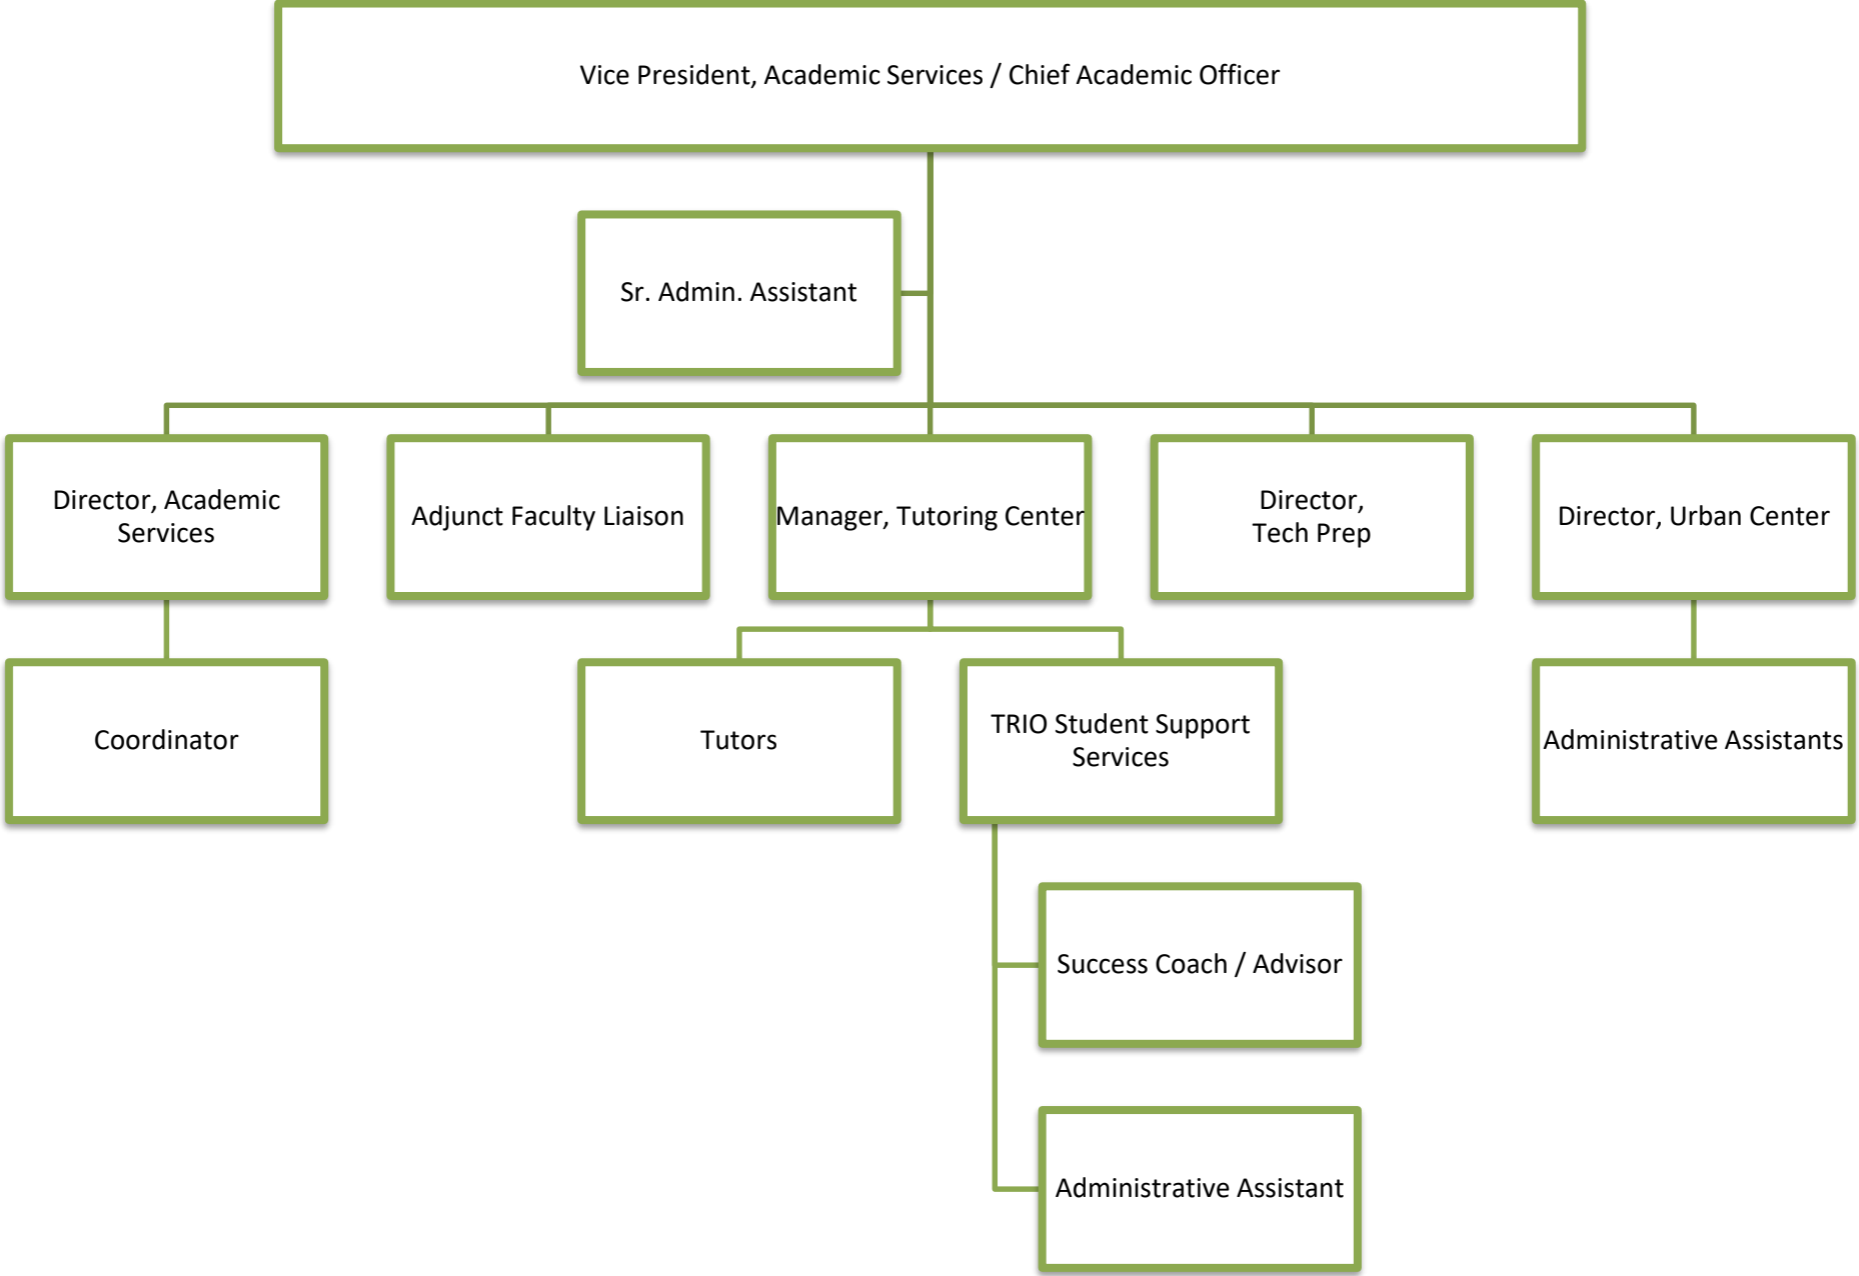 Vice President, Academic Services / Chief Academic Officer
Sr. Admin. Assistant
Director, Academic
Services
Adjunct Faculty Liaison
Manager, Tutoring Center
Director,
Tech Prep
Director, Urban Center
Coordinator
Tutors
TRIO Student Support
Services
Administrative Assistants
Success Coach / Advisor
Administrative Assistant